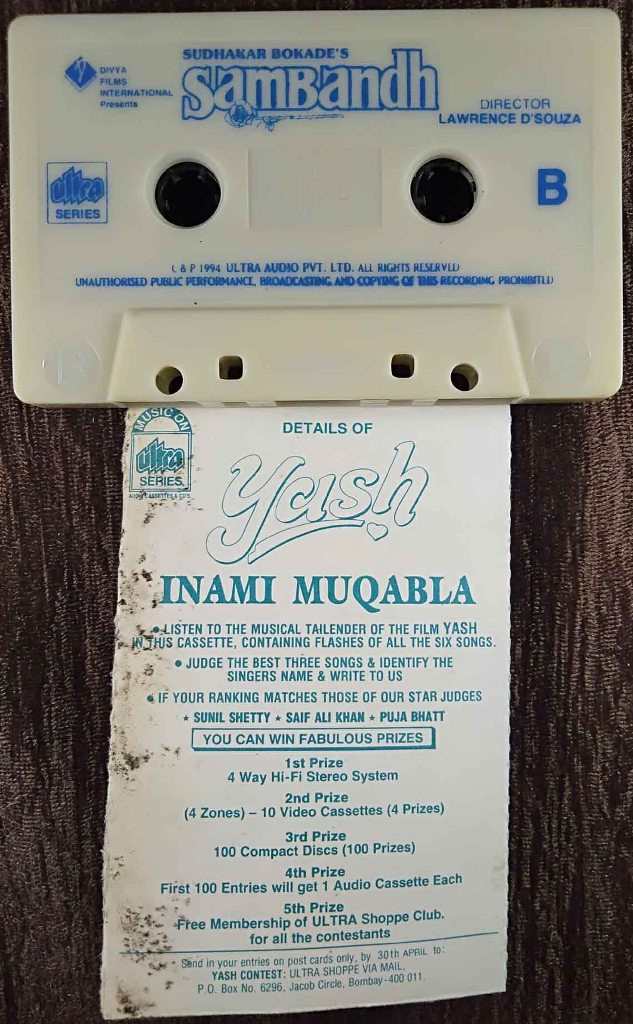 DIVYA
FILMS
INTERNATIONAL
Presents
SUDHAKAR BOKADE'S
SAMBANDH
DIRECTOR
LAWRENCE D'SOUZA
ultra
SERIES
B
C & P 1994 ULTRA AUDIO PVT. LTD. ALL RIGHTS RESERVED
UNAUTHORISED PUBLIC PERFORMANCE, BROADCASTING AND COPYING OF THIS RECORDING PROHIBITED
B
MUSIC ON
ultra
SERIES
AUDIO CASSETTES & CD'S
DETAILS OF
Yash
INAMI MUQABLA
• LISTEN TO THE MUSICAL TAILENDER OF THE FILM YASH
IN THIS CASSETTE, CONTAINING FLASHES OF ALL THE SIX SONGS.
• JUDGE THE BEST THREE SONGS & IDENTIFY THE
SINGERS NAME & WRITE TO US
• IF YOUR RANKING MATCHES THOSE OF OUR STAR JUDGES
★ SUNIL SHETTY ★ SAIF ALI KHAN ★ PUJA BHATT
YOU CAN WIN FABULOUS PRIZES
1st Prize
4 Way Hi-Fi Stereo System
2nd Prize
(4 Zones) – 10 Video Cassettes (4 Prizes)
3rd Prize
100 Compact Discs (100 Prizes)
4th Prize
First 100 Entries will get 1 Audio Cassette Each
5th Prize
Free Membership of ULTRA Shoppe Club.
for all the contestants
Send in your entries on post cards only, by 30th APRIL to:
YASH CONTEST: ULTRA SHOPPE VIA MAIL,
P.O. Box No. 6296, Jacob Circle, Bombay-400 011.